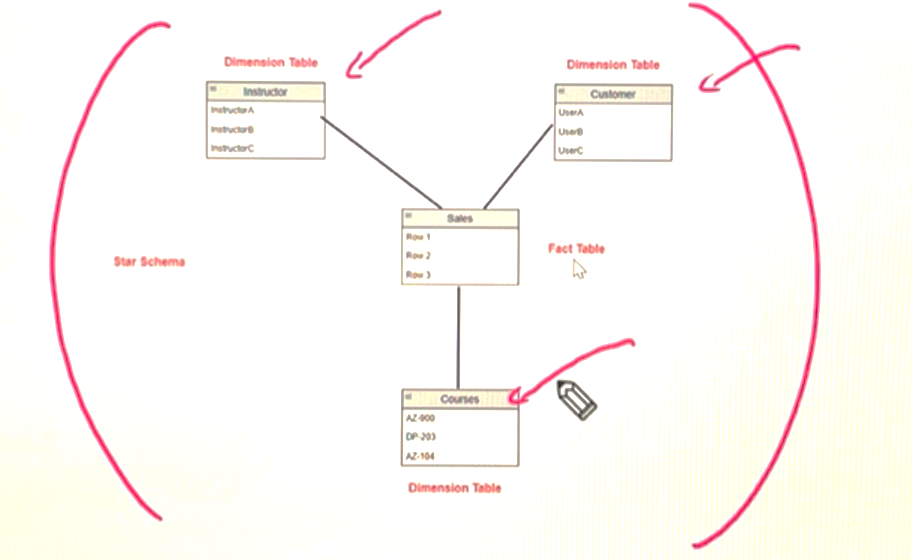 Dimension Table
Instructor
InstructorA
InstructorB
InstructorC
Dimension Table
Customer
UserA
UserB
UserC
Sales
Row 1
Row 2
Row 3
Fact Table
Star Schema
Courses
AZ-900
DP-203
AZ-104
Dimension Table